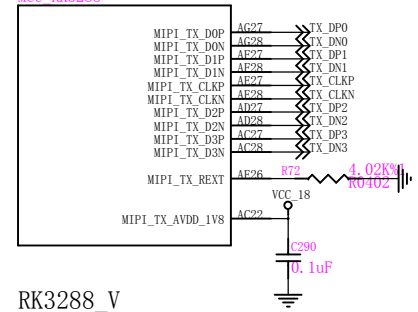 MIPI_TX_D0P AG27 TX_DP0
MIPI_TX_D0N AG28 TX_DN0
MIPI_TX_D1P AF27 TX_DP1
MIPI_TX_D1N AF28 TX_DN1
MIPI_TX_CLKP AE27 TX_CLKP
MIPI_TX_CLKN AE28 TX_CLKN
MIPI_TX_D2P AD27 TX_DP2
MIPI_TX_D2N AD28 TX_DN2
MIPI_TX_D3P AC27 TX_DP3
MIPI_TX_D3N AC28 TX_DN3
MIPI_TX_REXT AF26 R72 4.02K%1
R0402
VCC_18
MIPI_TX_AVDD_1V8 AC22
C290
0.1uF
RK3288_V